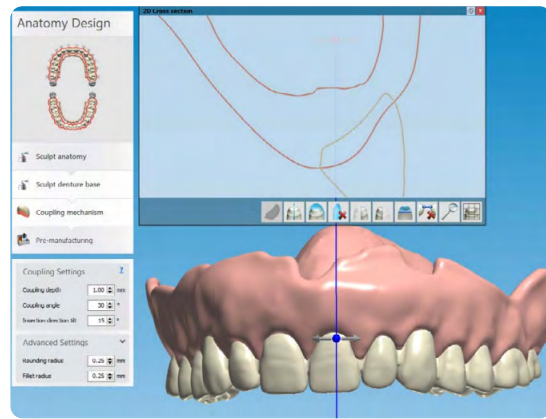 Anatomy Design
Sculpt anatomy
Sculpt denture base
Coupling mechanism
Pre-manufacturing
Coupling Settings ?
Coupling depth 1.00 mm
Coupling angle 30 °
Insertion direction tilt 15 °
Advanced Settings
Rounding radius 0.25 mm
Fillet radius 0.25 mm
2D Cross section